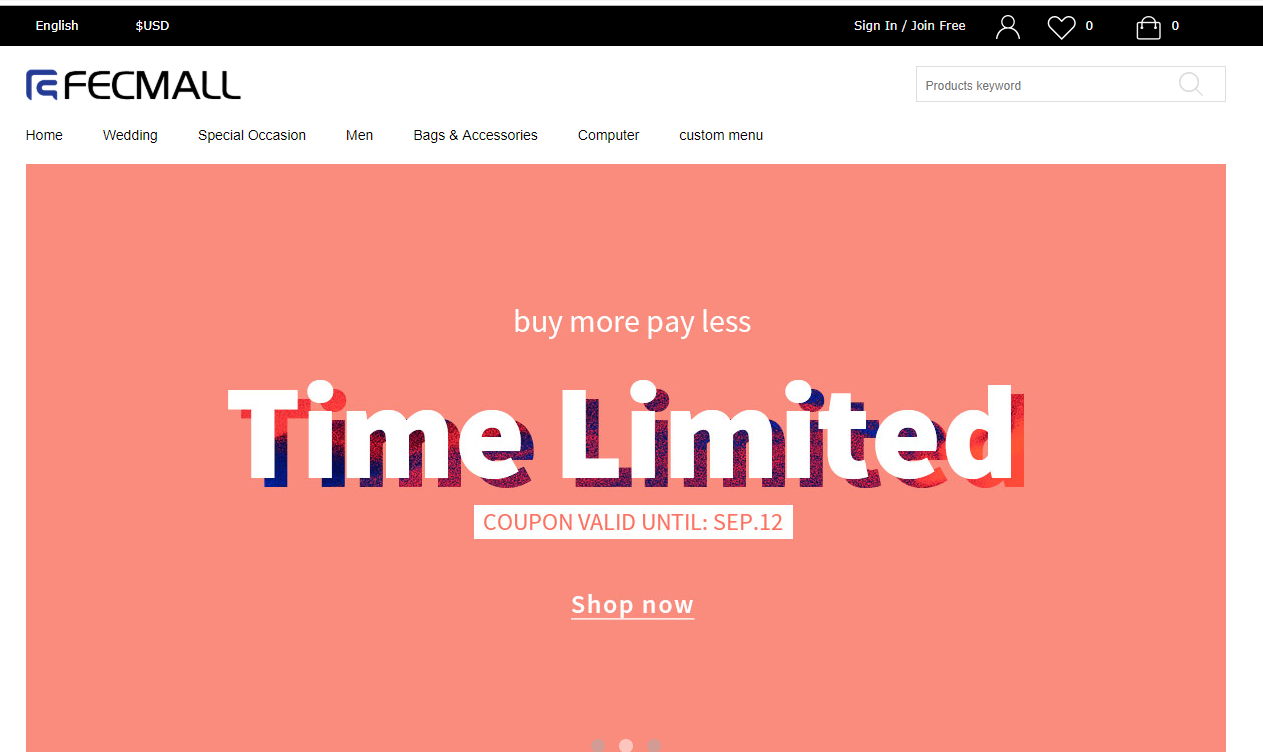 English $USD Sign In / Join Free 0 0
FECMALL
Products keyword
Home Wedding Special Occasion Men Bags & Accessories Computer custom menu
buy more pay less
Time Limited
COUPON VALID UNTIL: SEP.12
Shop now